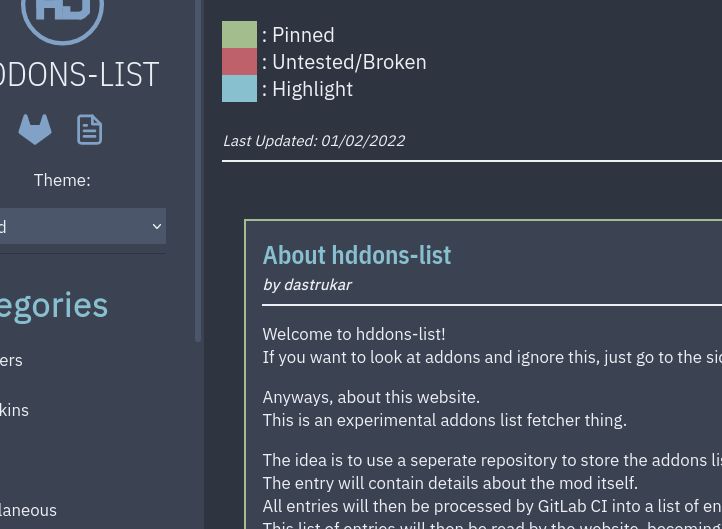 HD
DDONS-LIST
Theme:
d
egories
ers
kins
laneous
: Pinned
: Untested/Broken
: Highlight
Last Updated: 01/02/2022
About hddons-list
by dastrukar
Welcome to hddons-list!
If you want to look at addons and ignore this, just go to the sid
Anyways, about this website.
This is an experimental addons list fetcher thing.
The idea is to use a seperate repository to store the addons lis
The entry will contain details about the mod itself.
All entries will then be processed by GitLab CI into a list of en
This list of entries will then be read by the website, becoming